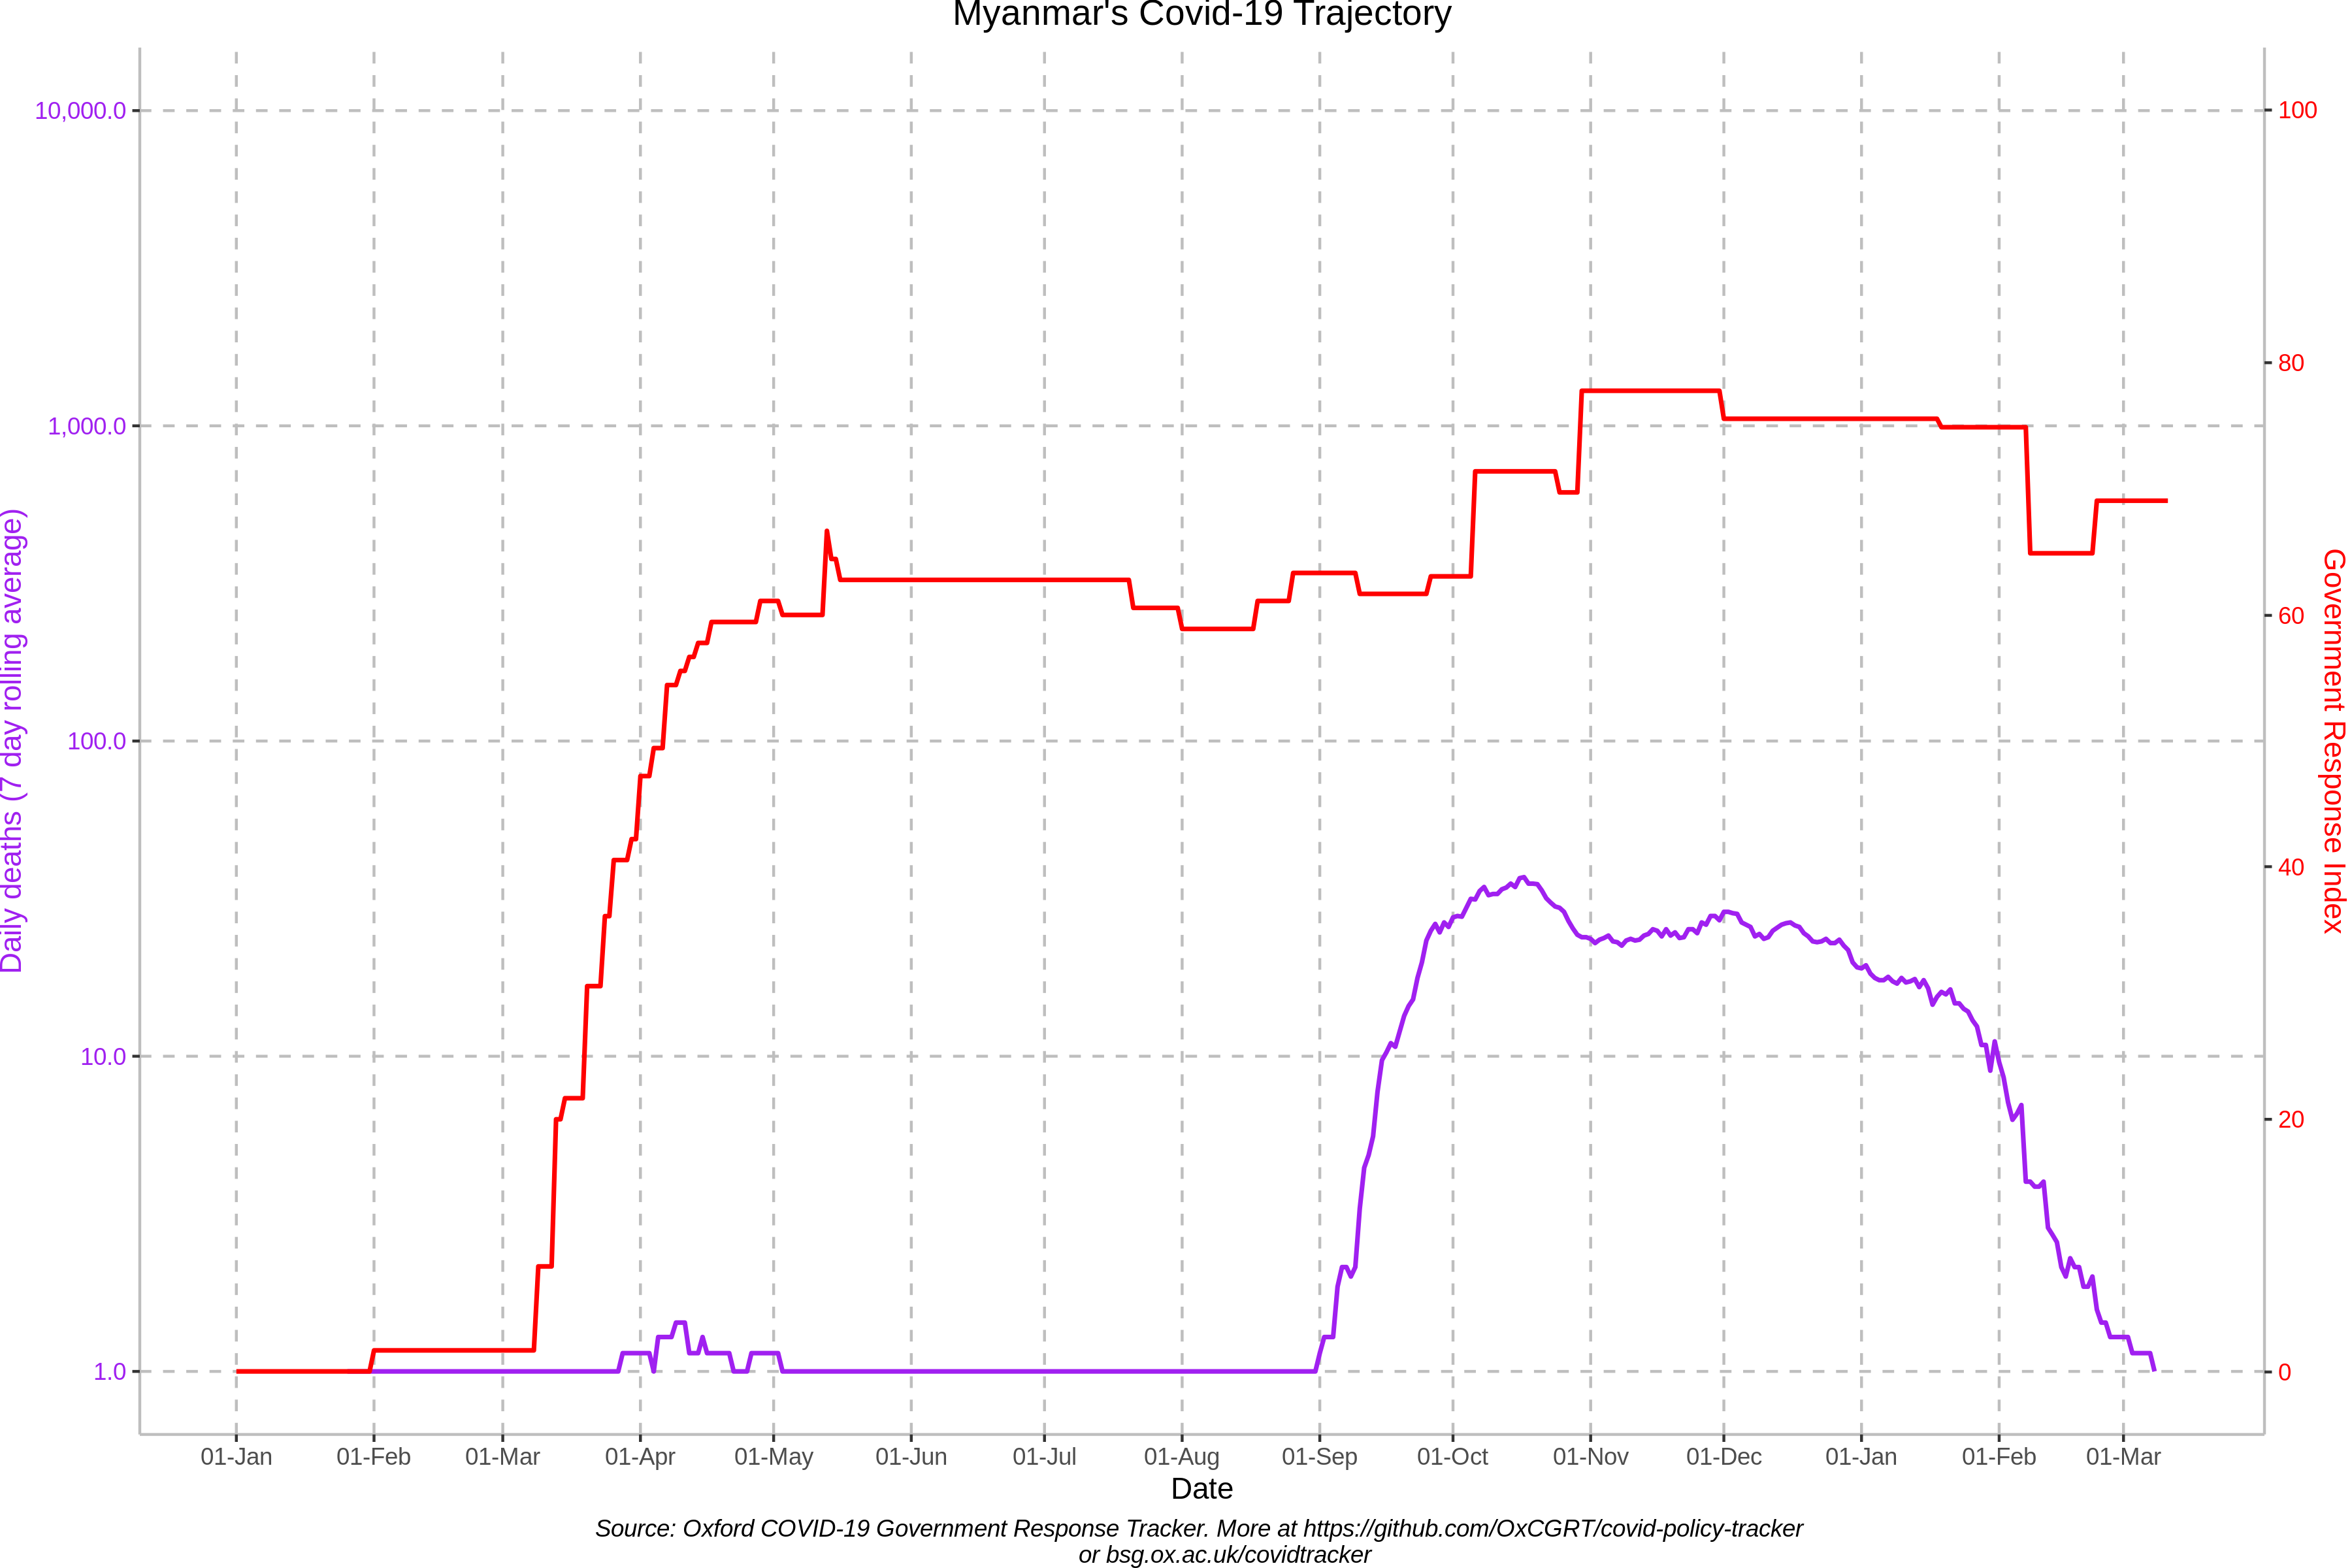 Myanmar's Covid-19 Trajectory
10,000.0
1,000.0
100.0
10.0
1.0
Daily deaths (7 day rolling average)
100
80
60
40
20
0
Government Response Index
01-Jan 01-Feb 01-Mar 01-Apr 01-May 01-Jun 01-Jul 01-Aug 01-Sep 01-Oct 01-Nov 01-Dec 01-Jan 01-Feb 01-Mar
Date
Source: Oxford COVID-19 Government Response Tracker. More at https://github.com/OxCGRT/covid-policy-tracker
or bsg.ox.ac.uk/covidtracker